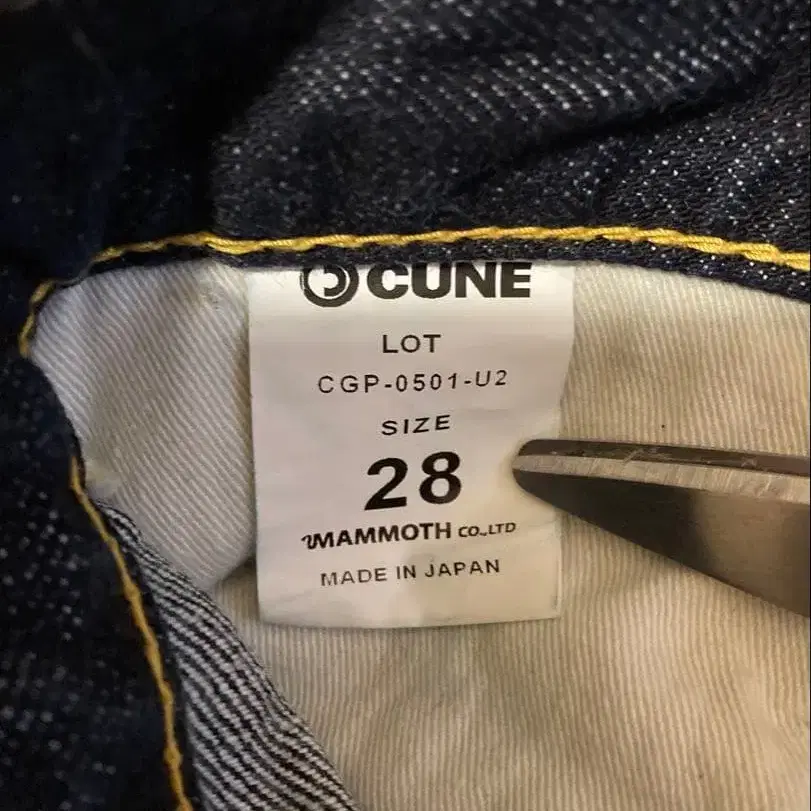 CUNE
LOT
CGP-0501-U2
SIZE
28
MAMMOTH CO.,LTD
MADE IN JAPAN